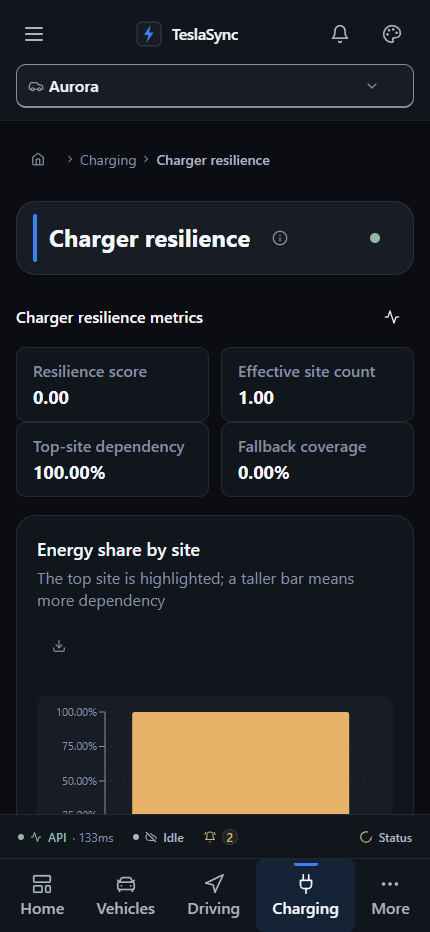 TeslaSync
Aurora
Charging
Charger resilience
Charger resilience
Charger resilience metrics
Resilience score
0.00
Effective site count
1.00
Top-site dependency
100.00%
Fallback coverage
0.00%
Energy share by site
The top site is highlighted; a taller bar means
more dependency
100.00%
75.00%
50.00%
API · 133ms
Idle
2
Status
Home
Vehicles
Driving
Charging
More